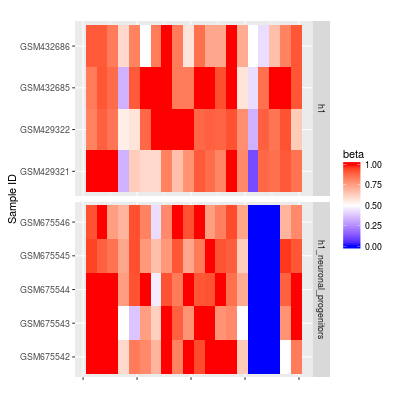 GSM432686
GSM432685
GSM429322
GSM429321
h1
GSM675546
GSM675545
GSM675544
GSM675543
GSM675542
h1_neuronal_progenitors
Sample ID
beta
1.00
0.75
0.50
0.25
0.00